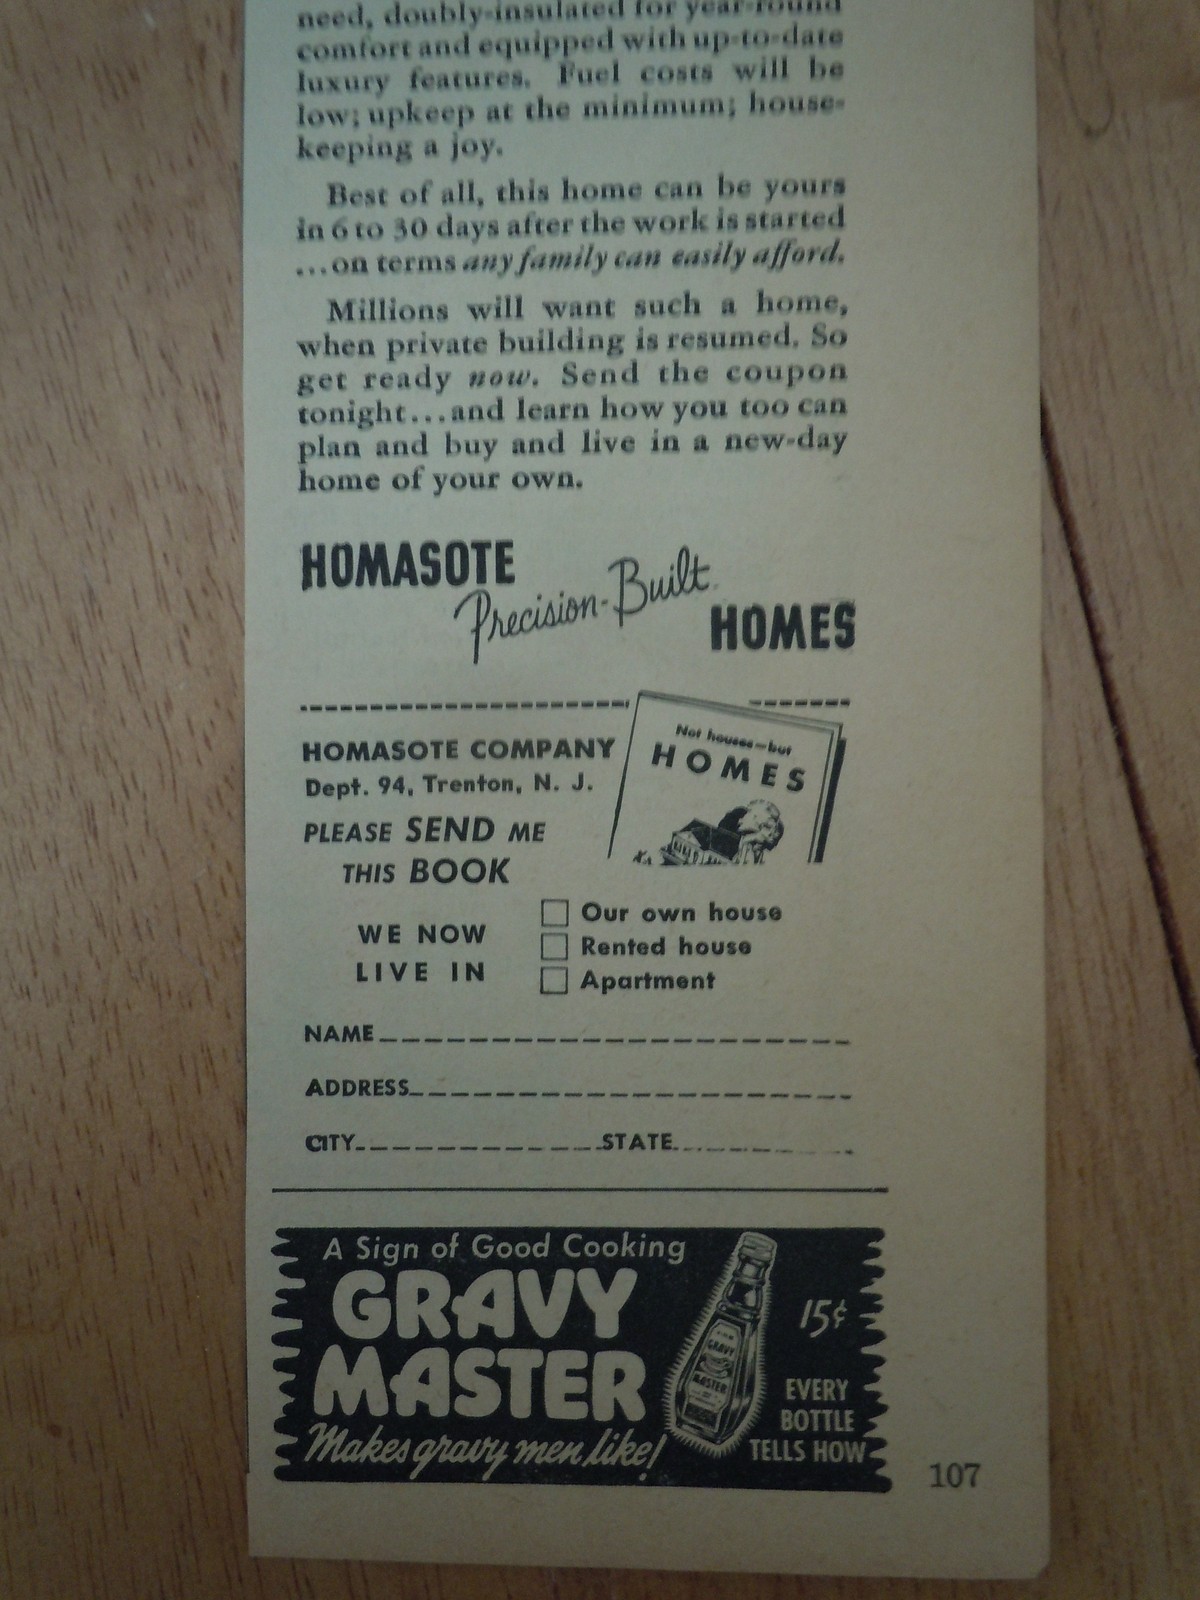 need, doubly-insulated for year-round
comfort and equipped with up-to-date
luxury features. Fuel costs will be
low; upkeep at the minimum; house-
keeping a joy.
Best of all, this home can be yours
in 6 to 30 days after the work is started
...on terms any family can easily afford.
Millions will want such a home,
when private building is resumed. So
get ready now. Send the coupon
tonight...and learn how you too can
plan and buy and live in a new-day
home of your own.
HOMASOTE
Precision-Built
HOMES
Not houses—but
HOMES
HOMASOTE COMPANY
Dept. 94, Trenton, N. J.
PLEASE SEND ME
THIS BOOK
WE NOW
LIVE IN
Our own house
Rented house
Apartment
NAME
ADDRESS
CITY STATE
A Sign of Good Cooking
GRAVY
MASTER
Makes gravy men like!
GRAVY
MASTER
15¢
EVERY
BOTTLE
TELLS HOW
107